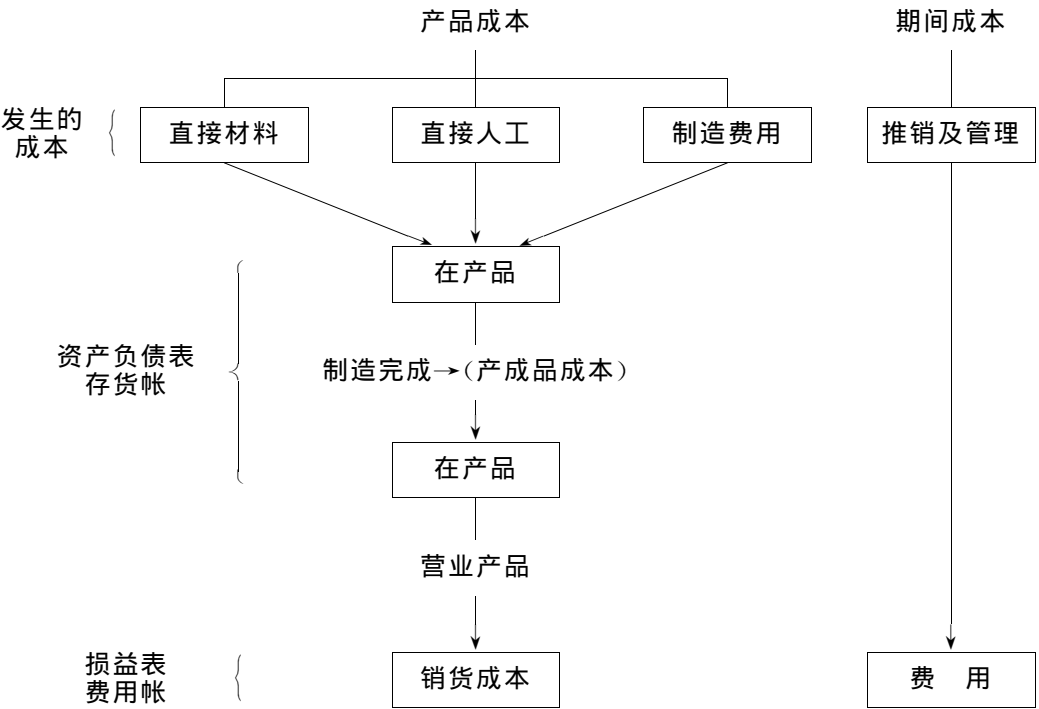 产品成本
期间成本
发生的
成本
直接材料
直接人工
制造费用
推销及管理
在产品
资产负债表
存货帐
制造完成→(产成品成本)
在产品
营业产品
损益表
费用帐
销货成本
费 用